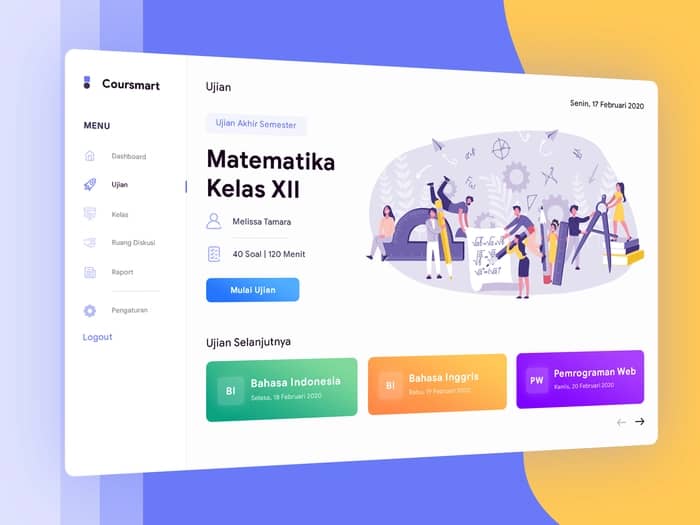 Coursmart
MENU
Dashboard
Ujian
Kelas
Ruang Diskusi
Raport
Pengaturan
Logout
Ujian
Senin, 17 Februari 2020
Ujian Akhir Semester
Matematika
Kelas XII
Melissa Tamara
40 Soal | 120 Menit
Mulai Ujian
Ujian Selanjutnya
BI
Bahasa Indonesia
Selasa, 18 Februari 2020
BI
Bahasa Inggris
Rabu, 19 Februari 2020
PW
Pemrograman Web
Kamis, 20 Februari 2020